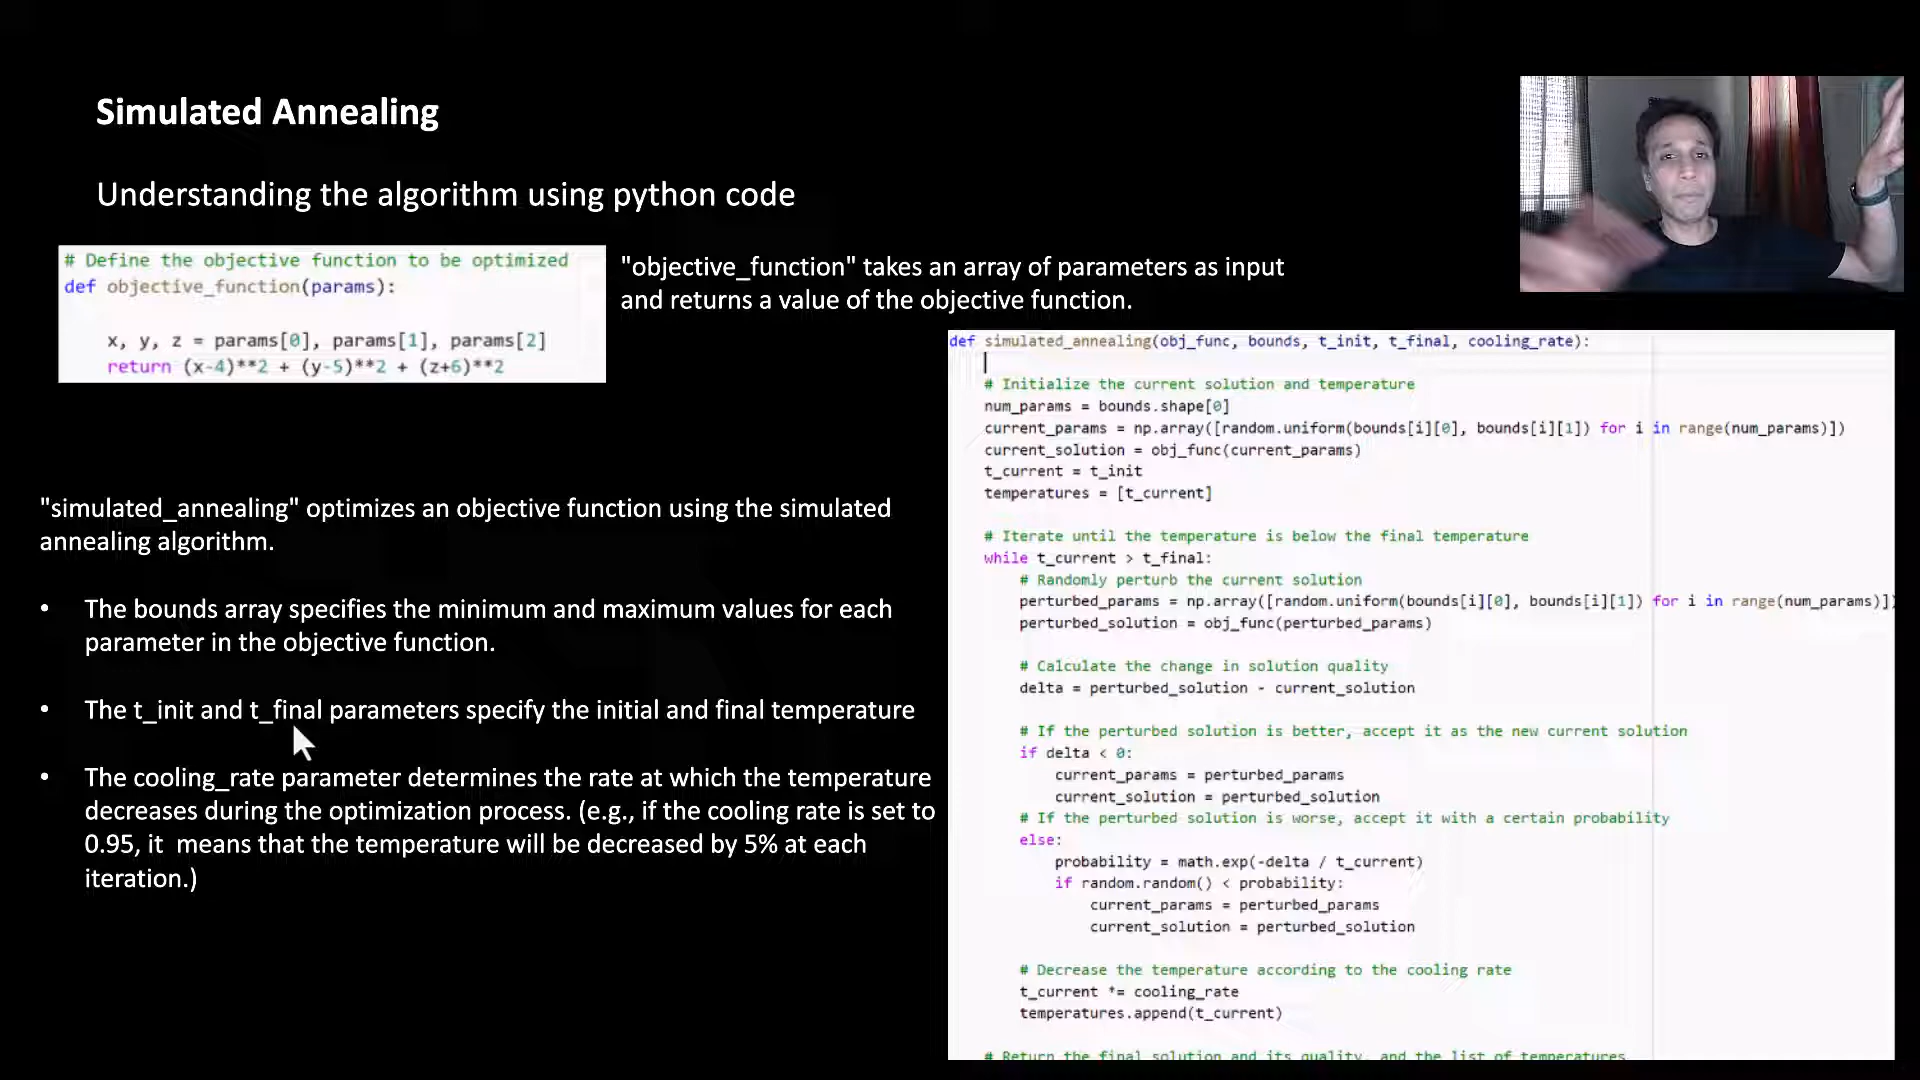 Simulated Annealing
Understanding the algorithm using python code
# Define the objective function to be optimized
def objective_function(params):
x, y, z = params[0], params[1], params[2]
return (x-4)**2 + (y-5)**2 + (z+6)**2
"objective_function" takes an array of parameters as input
and returns a value of the objective function.
"simulated_annealing" optimizes an objective function using the simulated
annealing algorithm.
• The bounds array specifies the minimum and maximum values for each
parameter in the objective function.
• The t_init and t_final parameters specify the initial and final temperature
• The cooling_rate parameter determines the rate at which the temperature
decreases during the optimization process. (e.g., if the cooling rate is set to
0.95, it  means that the temperature will be decreased by 5% at each
iteration.)
def simulated_annealing(obj_func, bounds, t_init, t_final, cooling_rate):
# Initialize the current solution and temperature
num_params = bounds.shape[0]
current_params = np.array([random.uniform(bounds[i][0], bounds[i][1]) for i in range(num_params)])
current_solution = obj_func(current_params)
t_current = t_init
temperatures = [t_current]
# Iterate until the temperature is below the final temperature
while t_current > t_final:
# Randomly perturb the current solution
perturbed_params = np.array([random.uniform(bounds[i][0], bounds[i][1]) for i in range(num_params)])
perturbed_solution = obj_func(perturbed_params)
# Calculate the change in solution quality
delta = perturbed_solution - current_solution
# If the perturbed solution is better, accept it as the new current solution
if delta < 0:
current_params = perturbed_params
current_solution = perturbed_solution
# If the perturbed solution is worse, accept it with a certain probability
else:
probability = math.exp(-delta / t_current)
if random.random() < probability:
current_params = perturbed_params
current_solution = perturbed_solution
# Decrease the temperature according to the cooling rate
t_current *= cooling_rate
temperatures.append(t_current)
# Return the final solution and its quality, and the list of temperatures